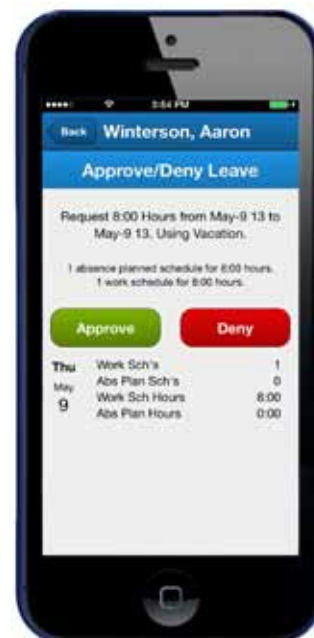 3:54 PM
Back Winterson, Aaron
Approve/Deny Leave
Request 8:00 Hours from May-9 13 to
May-9 13. Using Vacation.
1 absence planned schedule for 8:00 hours.
1 work schedule for 8:00 hours.
Approve Deny
Thu Work Sch's 1
May Abs Plan Sch's 0
9 Work Sch Hours 8:00
Abs Plan Hours 0:00